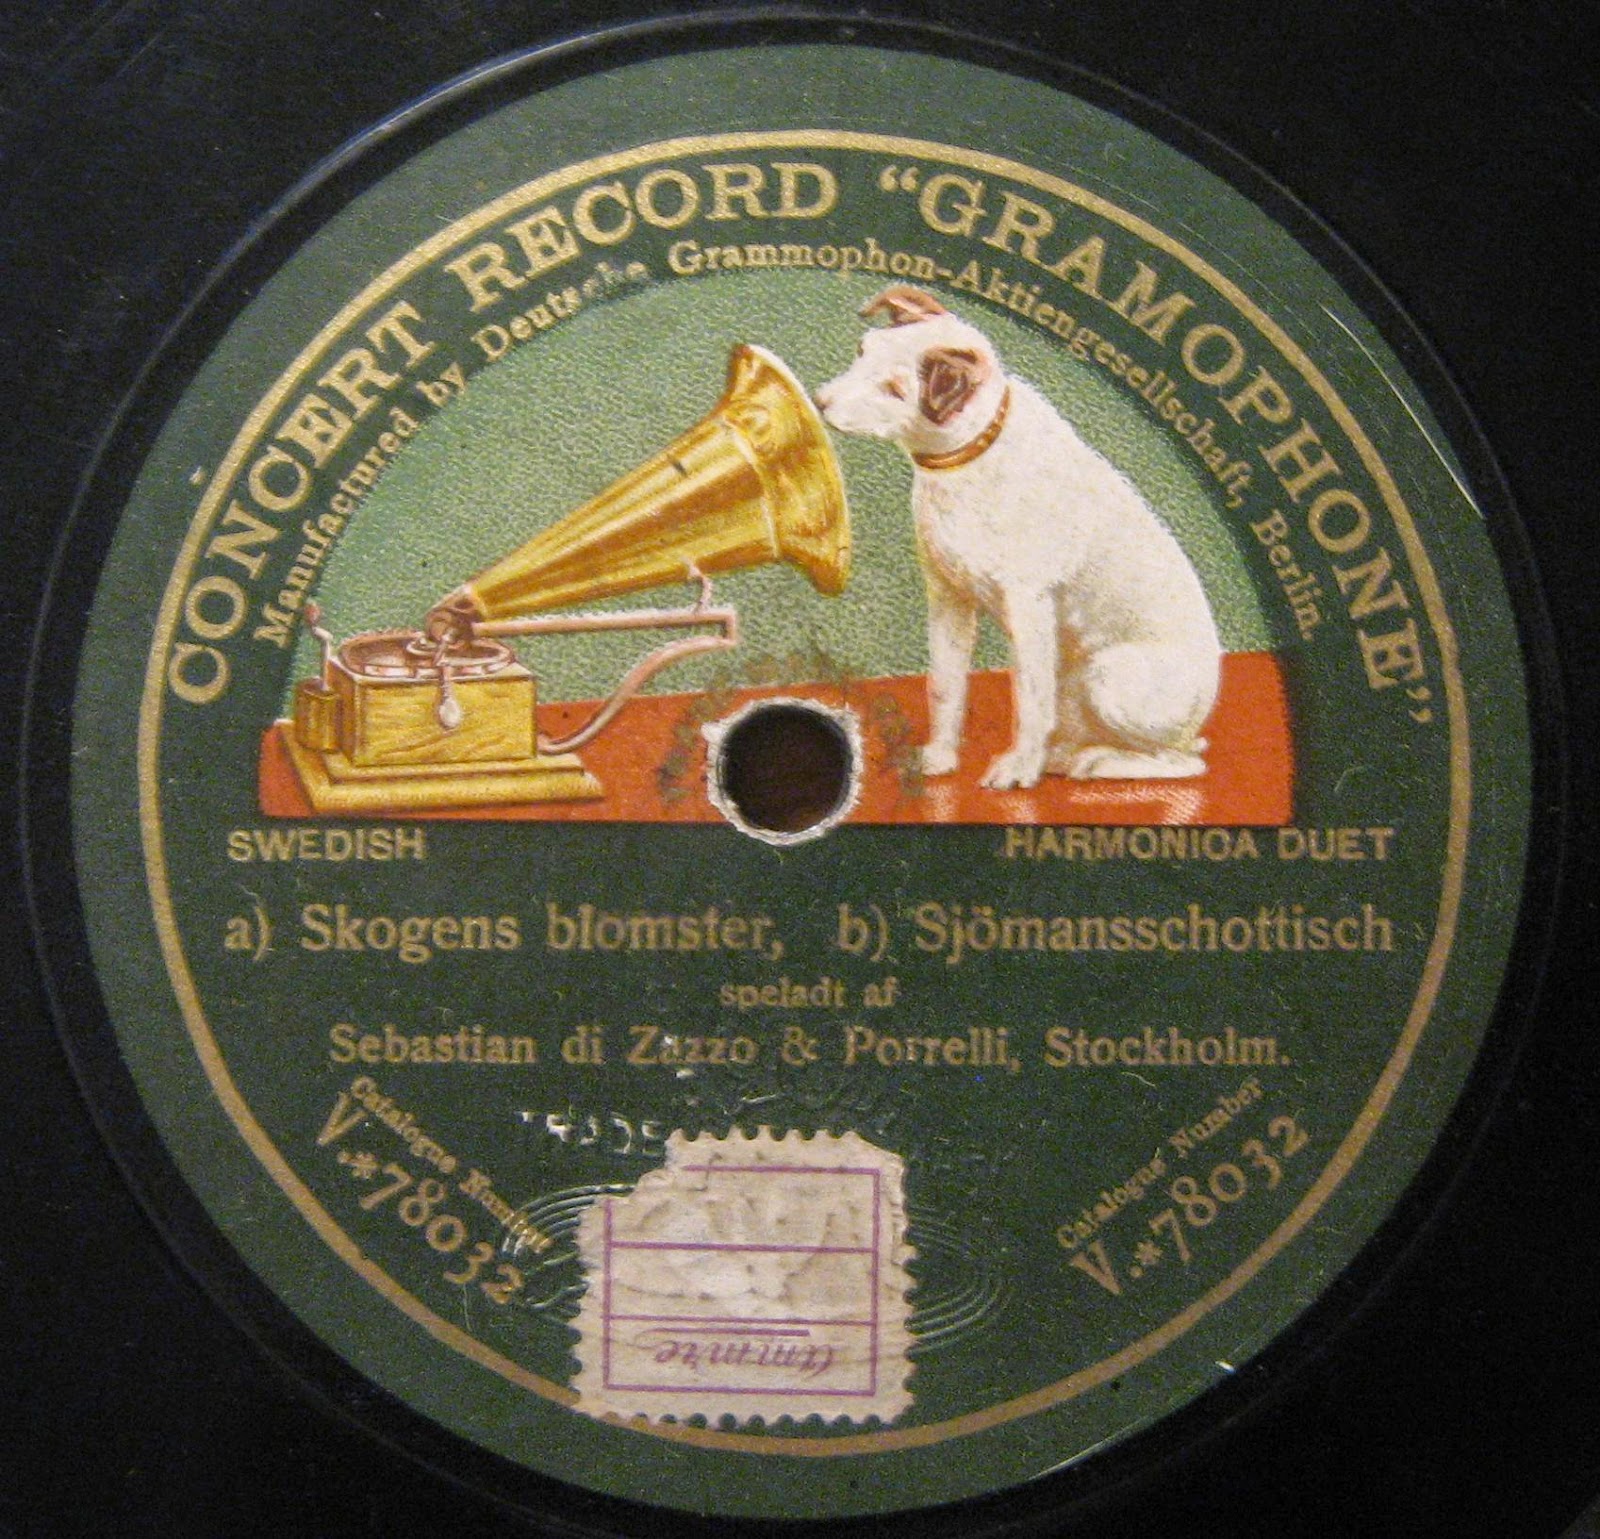 CONCERT RECORD “GRAMOPHONE”
Manufactured by Deutsche Grammophon-Aktiengesellschaft, Berlin.
SWEDISH
HARMONICA DUET
a) Skogens blomster, b) Sjömansschottisch
speladt af
Sebastian di Zazzo & Porrelli, Stockholm.
Catalogue Number
V.*78032
Catalogue Number
V.*78032